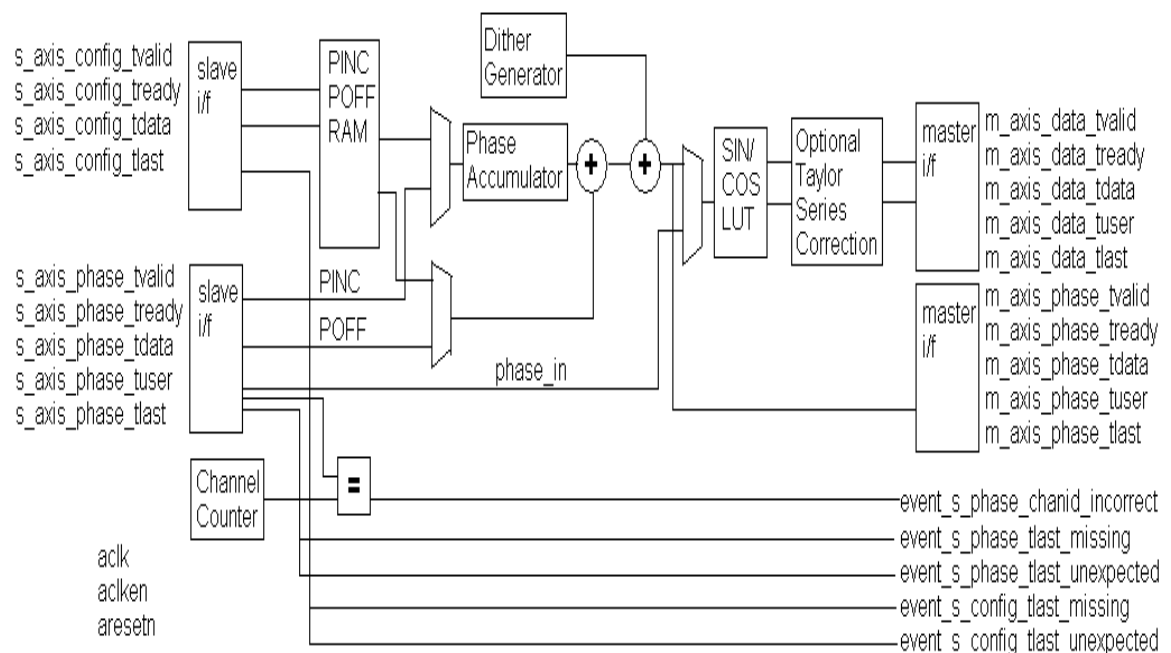 s_axis_config_tvalid
s_axis_config_tready
s_axis_config_tdata
s_axis_config_tlast
slave
i/f
PINC
POFF
RAM
Dither
Generator
Phase
Accumulator
+
+
SIN/
COS
LUT
Optional
Taylor
Series
Correction
master
i/f
m_axis_data_tvalid
m_axis_data_tready
m_axis_data_tdata
m_axis_data_tuser
m_axis_data_tlast
s_axis_phase_tvalid
s_axis_phase_tready
s_axis_phase_tdata
s_axis_phase_tuser
s_axis_phase_tlast
slave
i/f
PINC
POFF
phase_in
master
i/f
m_axis_phase_tvalid
m_axis_phase_tready
m_axis_phase_tdata
m_axis_phase_tuser
m_axis_phase_tlast
Channel
Counter
=
event_s_phase_chanid_incorrect
event_s_phase_tlast_missing
event_s_phase_tlast_unexpected
event_s_config_tlast_missing
event_s_config_tlast_unexpected
aclk
aclken
aresetn